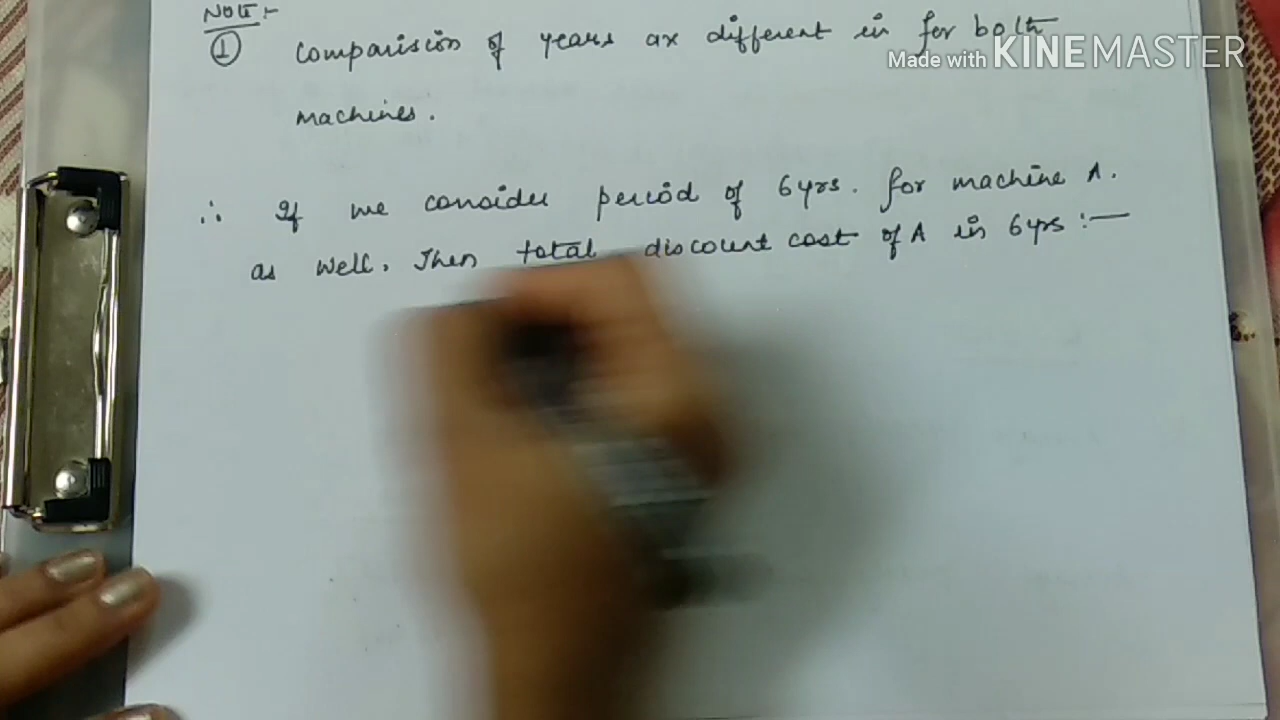 NOTE:-
① comparision of years ax different in for both
Made with KINEMASTER
machines.
∴ If we consider period of 6yrs. for machine A.
as well. Then total discount cost of A in 6yrs :—